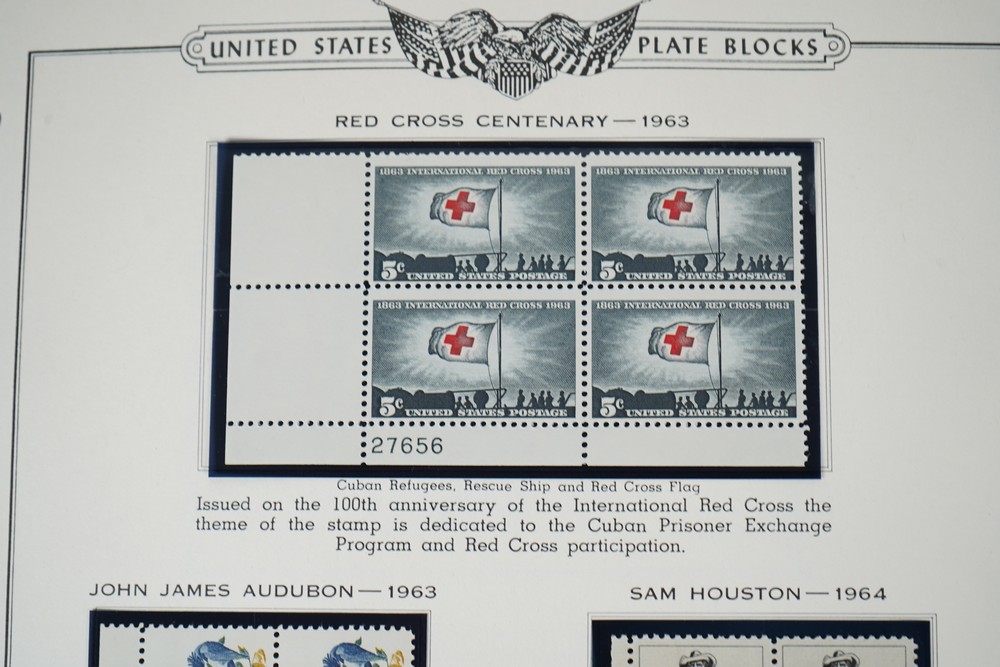 UNITED STATES PLATE BLOCKS
RED CROSS CENTENARY—1963
1863 INTERNATIONAL RED CROSS 1963
5c UNITED STATES POSTAGE
1863 INTERNATIONAL RED CROSS 1963
5c UNITED STATES POSTAGE
1863 INTERNATIONAL RED CROSS 1963
5c UNITED STATES POSTAGE
1863 INTERNATIONAL RED CROSS 1963
5c UNITED STATES POSTAGE
27656
Cuban Refugees, Rescue Ship and Red Cross Flag
Issued on the 100th anniversary of the International Red Cross the
theme of the stamp is dedicated to the Cuban Prisoner Exchange
Program and Red Cross participation.
JOHN JAMES AUDUBON—1963
SAM HOUSTON—1964